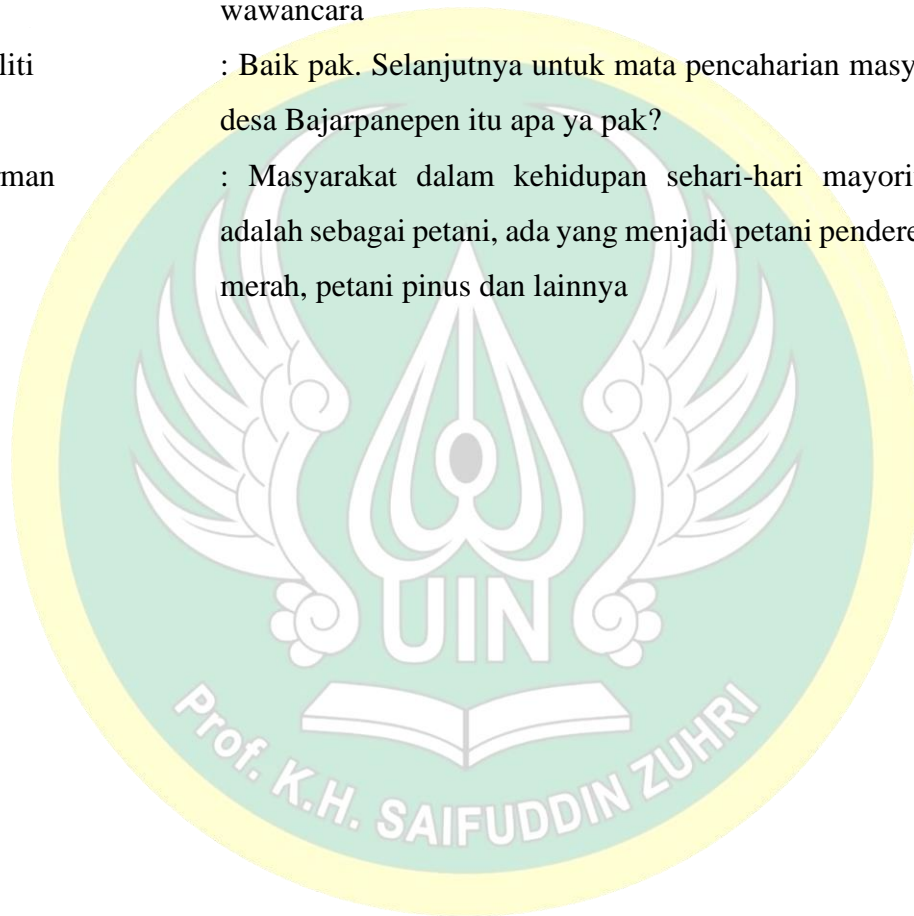 wawancara
liti : Baik pak. Selanjutnya untuk mata pencaharian masy
desa Bajarpanepen itu apa ya pak?
rman : Masyarakat dalam kehidupan sehari-hari mayori
adalah sebagai petani, ada yang menjadi petani pendere
merah, petani pinus dan lainnya
UIN
Prof. K.H. SAIFUDDIN ZUHRI